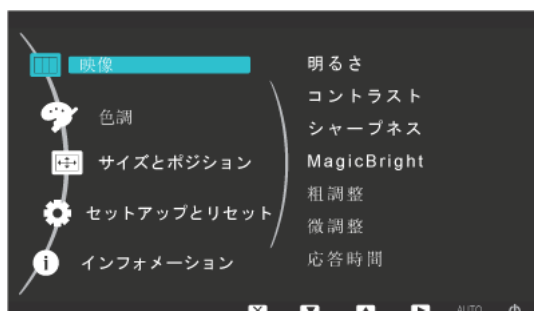 映像
色調
サイズとポジション
セットアップとリセット
インフォメーション
明るさ
コントラスト
シャープネス
MagicBright
粗調整
微調整
応答時間
AUTO